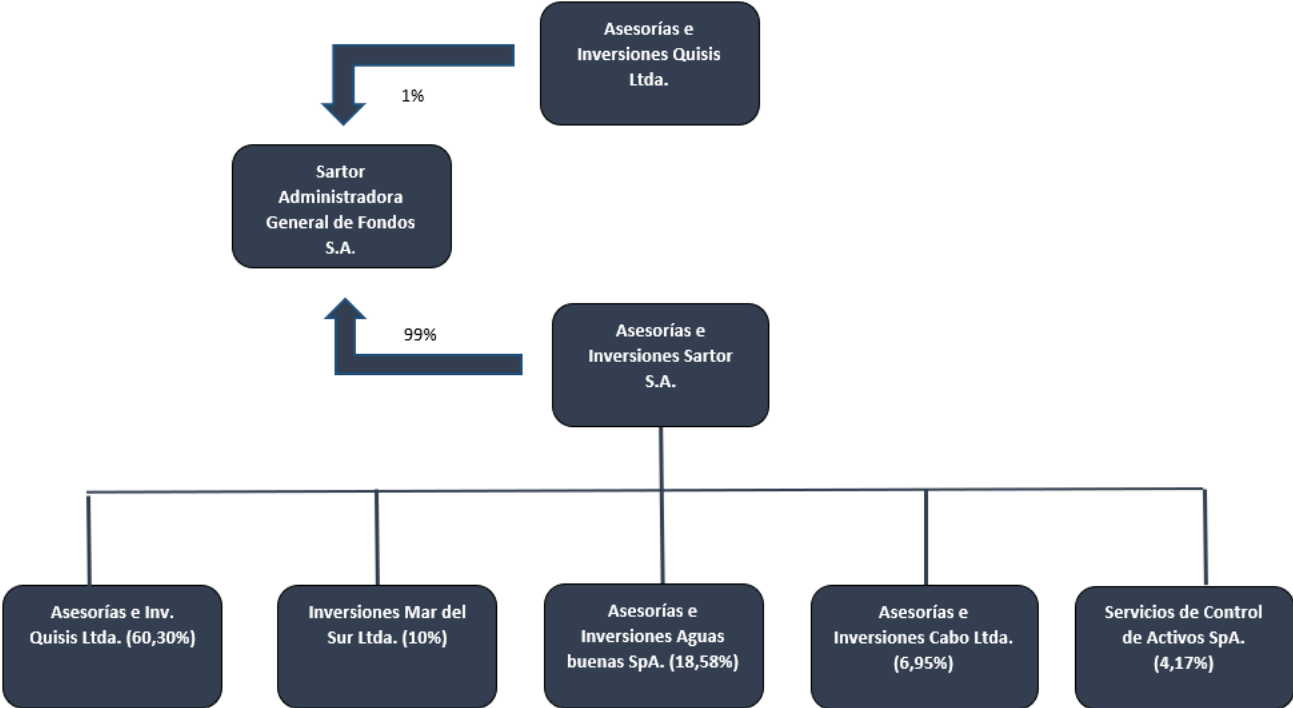 Asesorías e
Inversiones Quisis
Ltda.
1%
Sartor
Administradora
General de Fondos
S.A.
99%
Asesorías e
Inversiones Sartor
S.A.
Asesorías e Inv.
Quisis Ltda. (60,30%)
Inversiones Mar del
Sur Ltda. (10%)
Asesorías e
Inversiones Aguas
buenas SpA. (18,58%)
Asesorías e
Inversiones Cabo Ltda.
(6,95%)
Servicios de Control
de Activos SpA.
(4,17%)